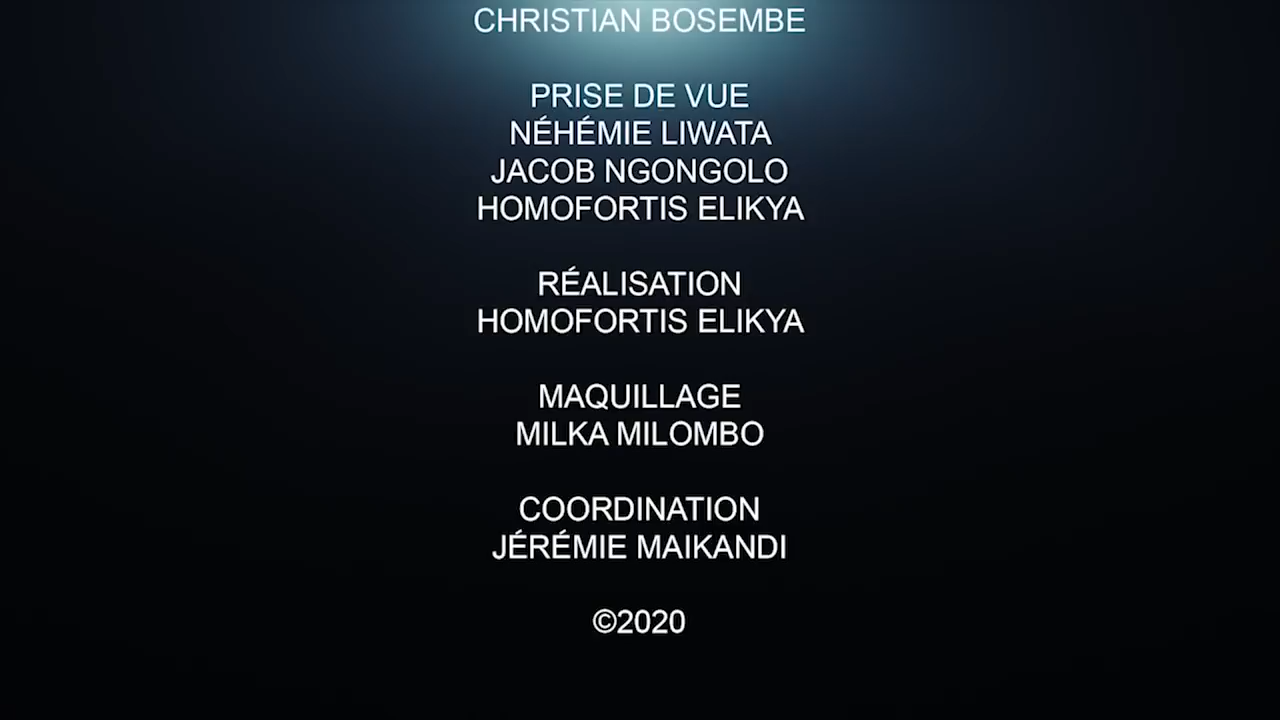 CHRISTIAN BOSEMBE
PRISE DE VUE
NÉHÉMIE LIWATA
JACOB NGONGOLO
HOMOFORTIS ELIKYA
RÉALISATION
HOMOFORTIS ELIKYA
MAQUILLAGE
MILKA MILOMBO
COORDINATION
JÉRÉMIE MAIKANDI
©2020